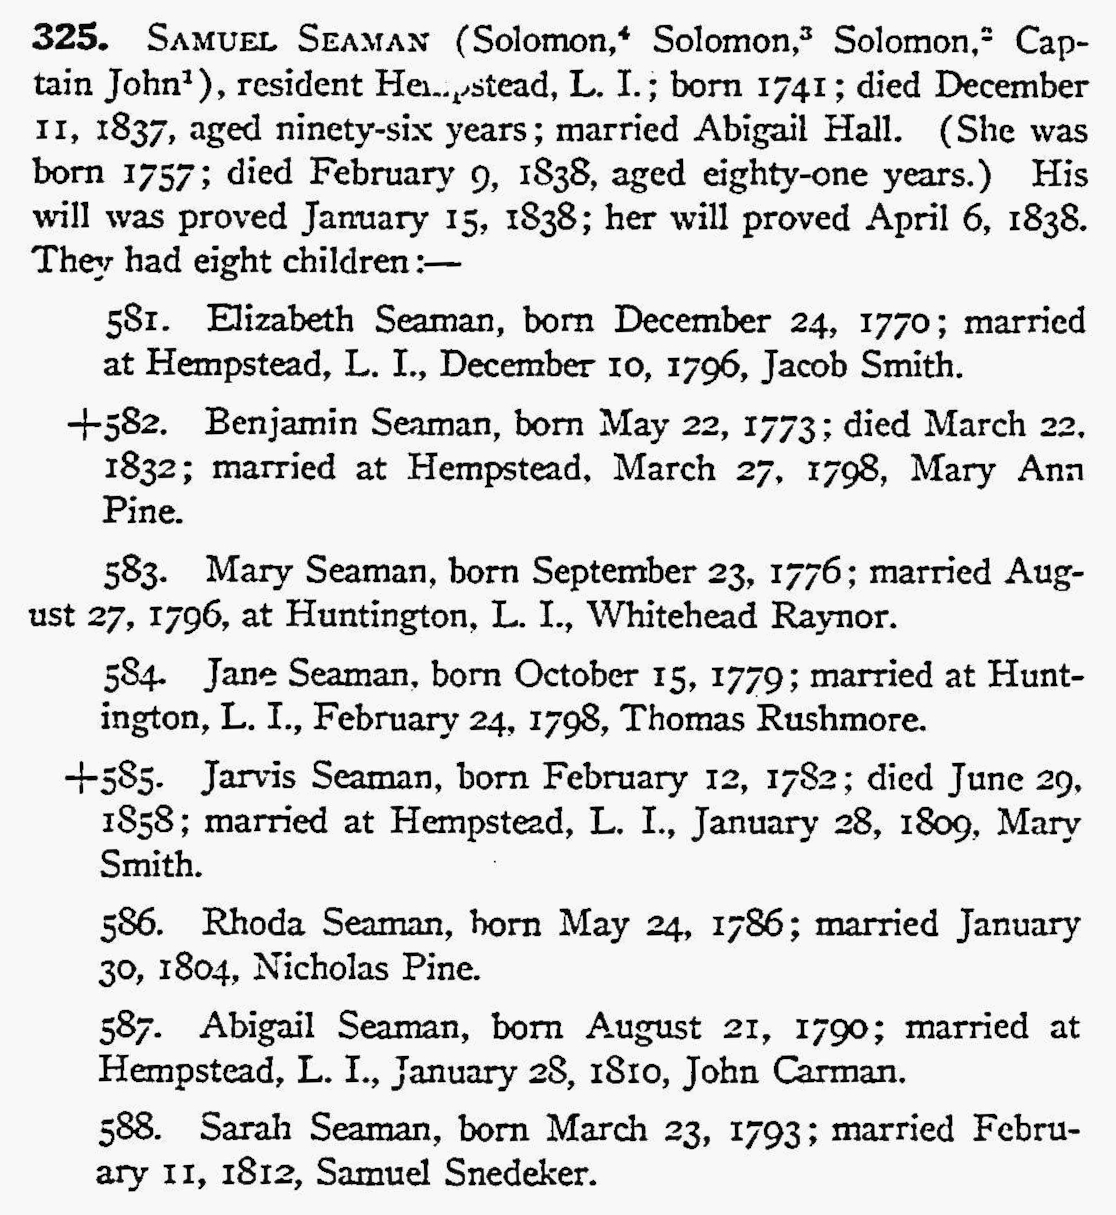 325. SAMUEL SEAMAN (Solomon,⁴ Solomon,³ Solomon,² Cap-
tain John¹), resident Hempstead, L. I.; born 1741; died December
11, 1837, aged ninety-six years; married Abigail Hall. (She was
born 1757; died February 9, 1838, aged eighty-one years.) His
will was proved January 15, 1838; her will proved April 6, 1838.
They had eight children:—
581. Elizabeth Seaman, born December 24, 1770; married
at Hempstead, L. I., December 10, 1796, Jacob Smith.
+582. Benjamin Seaman, born May 22, 1773; died March 22,
1832; married at Hempstead, March 27, 1798, Mary Ann
Pine.
583. Mary Seaman, born September 23, 1776; married Aug-
ust 27, 1796, at Huntington, L. I., Whitehead Raynor.
584. Jane Seaman, born October 15, 1779; married at Hunt-
ington, L. I., February 24, 1798, Thomas Rushmore.
+585. Jarvis Seaman, born February 12, 1782; died June 29,
1858; married at Hempstead, L. I., January 28, 1809, Mary
Smith.
586. Rhoda Seaman, born May 24, 1786; married January
30, 1804, Nicholas Pine.
587. Abigail Seaman, born August 21, 1790; married at
Hempstead, L. I., January 28, 1810, John Carman.
588. Sarah Seaman, born March 23, 1793; married Febru-
ary 11, 1812, Samuel Snedeker.